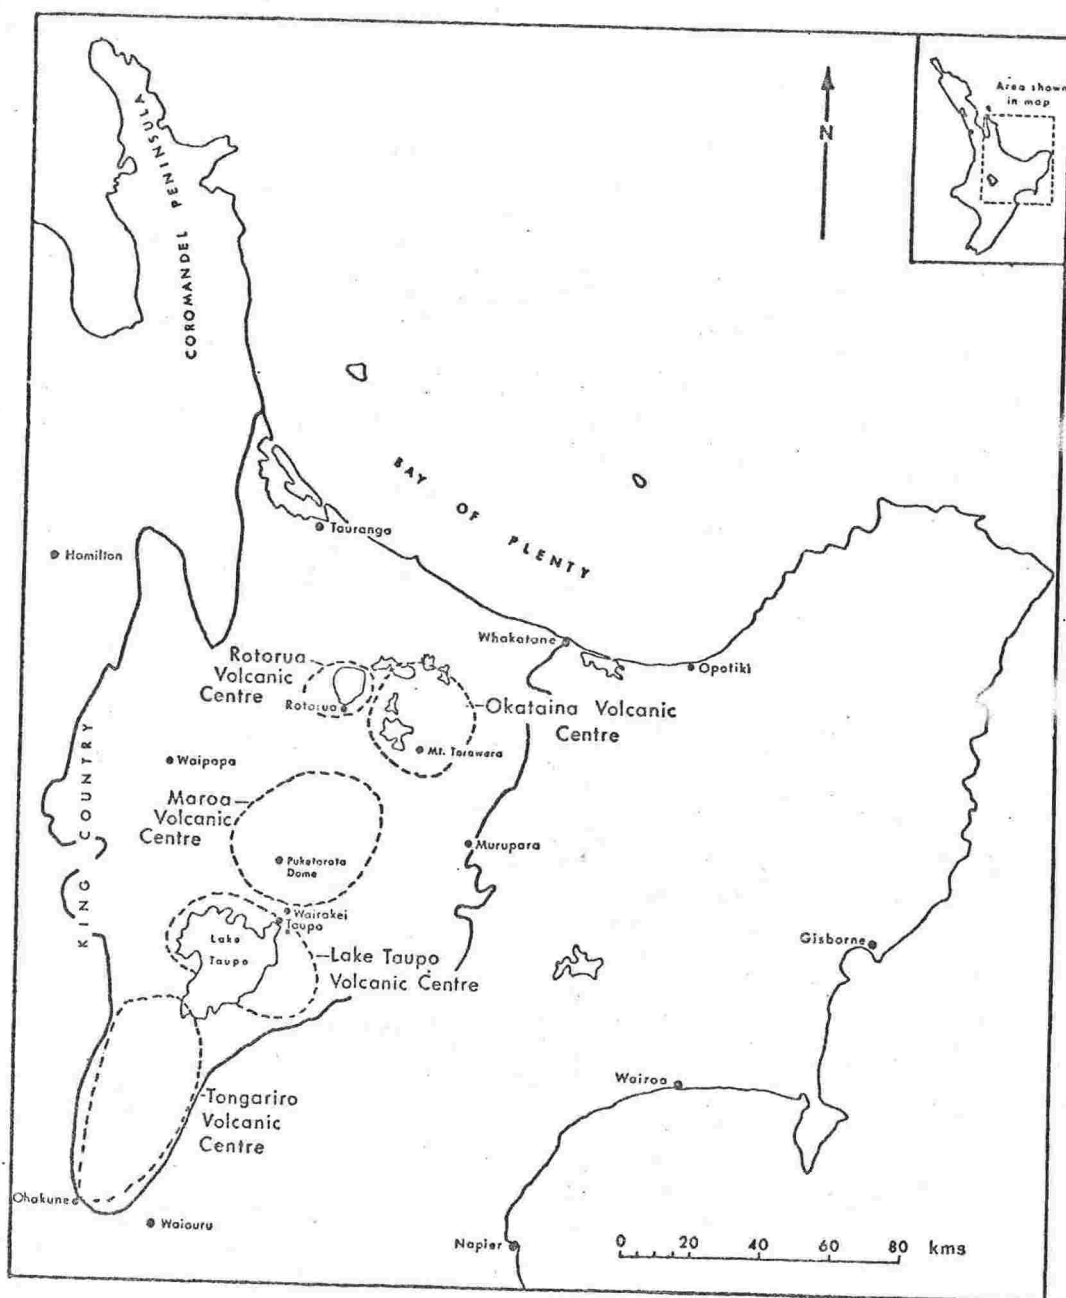 Area shown
in map
N
COROMANDEL PENINSULA
BAY OF PLENTY
Tauranga
Hamilton
Whakatane
Opotiki
Rotorua
Volcanic
Centre
Rotorua
Okataina Volcanic
Centre
Mt. Tarawera
KING COUNTRY
Waipapa
Maroa
Volcanic
Centre
Murupara
Puketarata
Dome
Wairakei
Taupo
Lake
Taupo
Lake Taupo
Volcanic Centre
Gisborne
Wairoa
Tongariro
Volcanic
Centre
Ohakune
Waiouru
Napier
0 20 40 60 80 kms